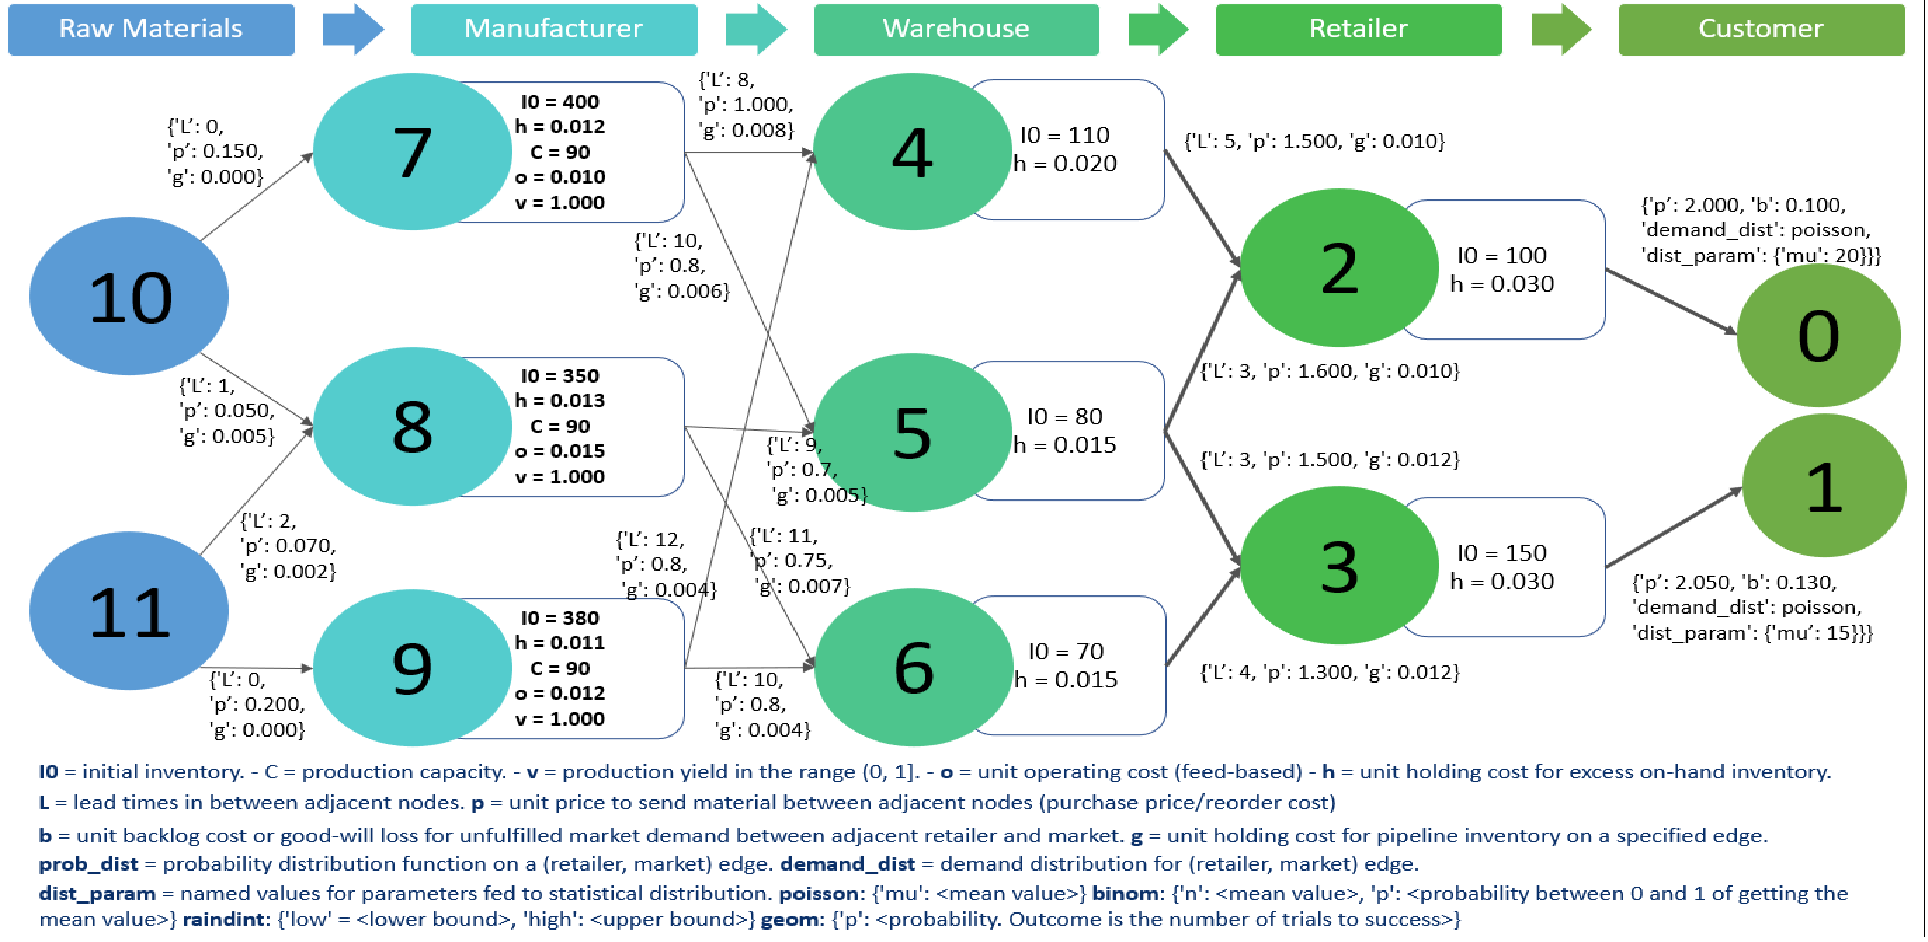 Raw Materials
Manufacturer
Warehouse
Retailer
Customer
{'L': 0,
'p': 0.150,
'g': 0.000}
10
{'L': 1,
'p': 0.050,
'g': 0.005}
11
{'L': 2,
'p': 0.070,
'g': 0.002}
{'L': 0,
'p': 0.200,
'g': 0.000}
7
I0 = 400
h = 0.012
C = 90
o = 0.010
v = 1.000
8
I0 = 350
h = 0.013
C = 90
o = 0.015
v = 1.000
9
I0 = 380
h = 0.011
C = 90
o = 0.012
v = 1.000
{'L': 8,
'p': 1.000,
'g': 0.008}
{'L': 10,
'p': 0.8,
'g': 0.006}
{'L': 9,
'p': 0.7,
'g': 0.005}
{'L': 12,
'p': 0.8,
'g': 0.004}
{'L': 11,
'p': 0.75,
'g': 0.007}
{'L': 10,
'p': 0.8,
'g': 0.004}
4
I0 = 110
h = 0.020
5
I0 = 80
h = 0.015
6
I0 = 70
h = 0.015
{'L': 5, 'p': 1.500, 'g': 0.010}
{'L': 3, 'p': 1.600, 'g': 0.010}
{'L': 3, 'p': 1.500, 'g': 0.012}
{'L': 4, 'p': 1.300, 'g': 0.012}
2
I0 = 100
h = 0.030
3
I0 = 150
h = 0.030
{'p': 2.000, 'b': 0.100,
'demand_dist': poisson,
'dist_param': {'mu': 20}}}
0
1
{'p': 2.050, 'b': 0.130,
'demand_dist': poisson,
'dist_param': {'mu': 15}}}
I0 = initial inventory. - C = production capacity. - v = production yield in the range (0, 1]. - o = unit operating cost (feed-based) - h = unit holding cost for excess on-hand inventory.
L = lead times in between adjacent nodes. p = unit price to send material between adjacent nodes (purchase price/reorder cost)
b = unit backlog cost or good-will loss for unfulfilled market demand between adjacent retailer and market. g = unit holding cost for pipeline inventory on a specified edge.
prob_dist = probability distribution function on a (retailer, market) edge. demand_dist = demand distribution for (retailer, market) edge.
dist_param = named values for parameters fed to statistical distribution. poisson: {'mu': <mean value>} binom: {'n': <mean value>, 'p': <probability between 0 and 1 of getting the
mean value>} raindint: {'low' = <lower bound>, 'high': <upper bound>} geom: {'p': <probability. Outcome is the number of trials to success>}